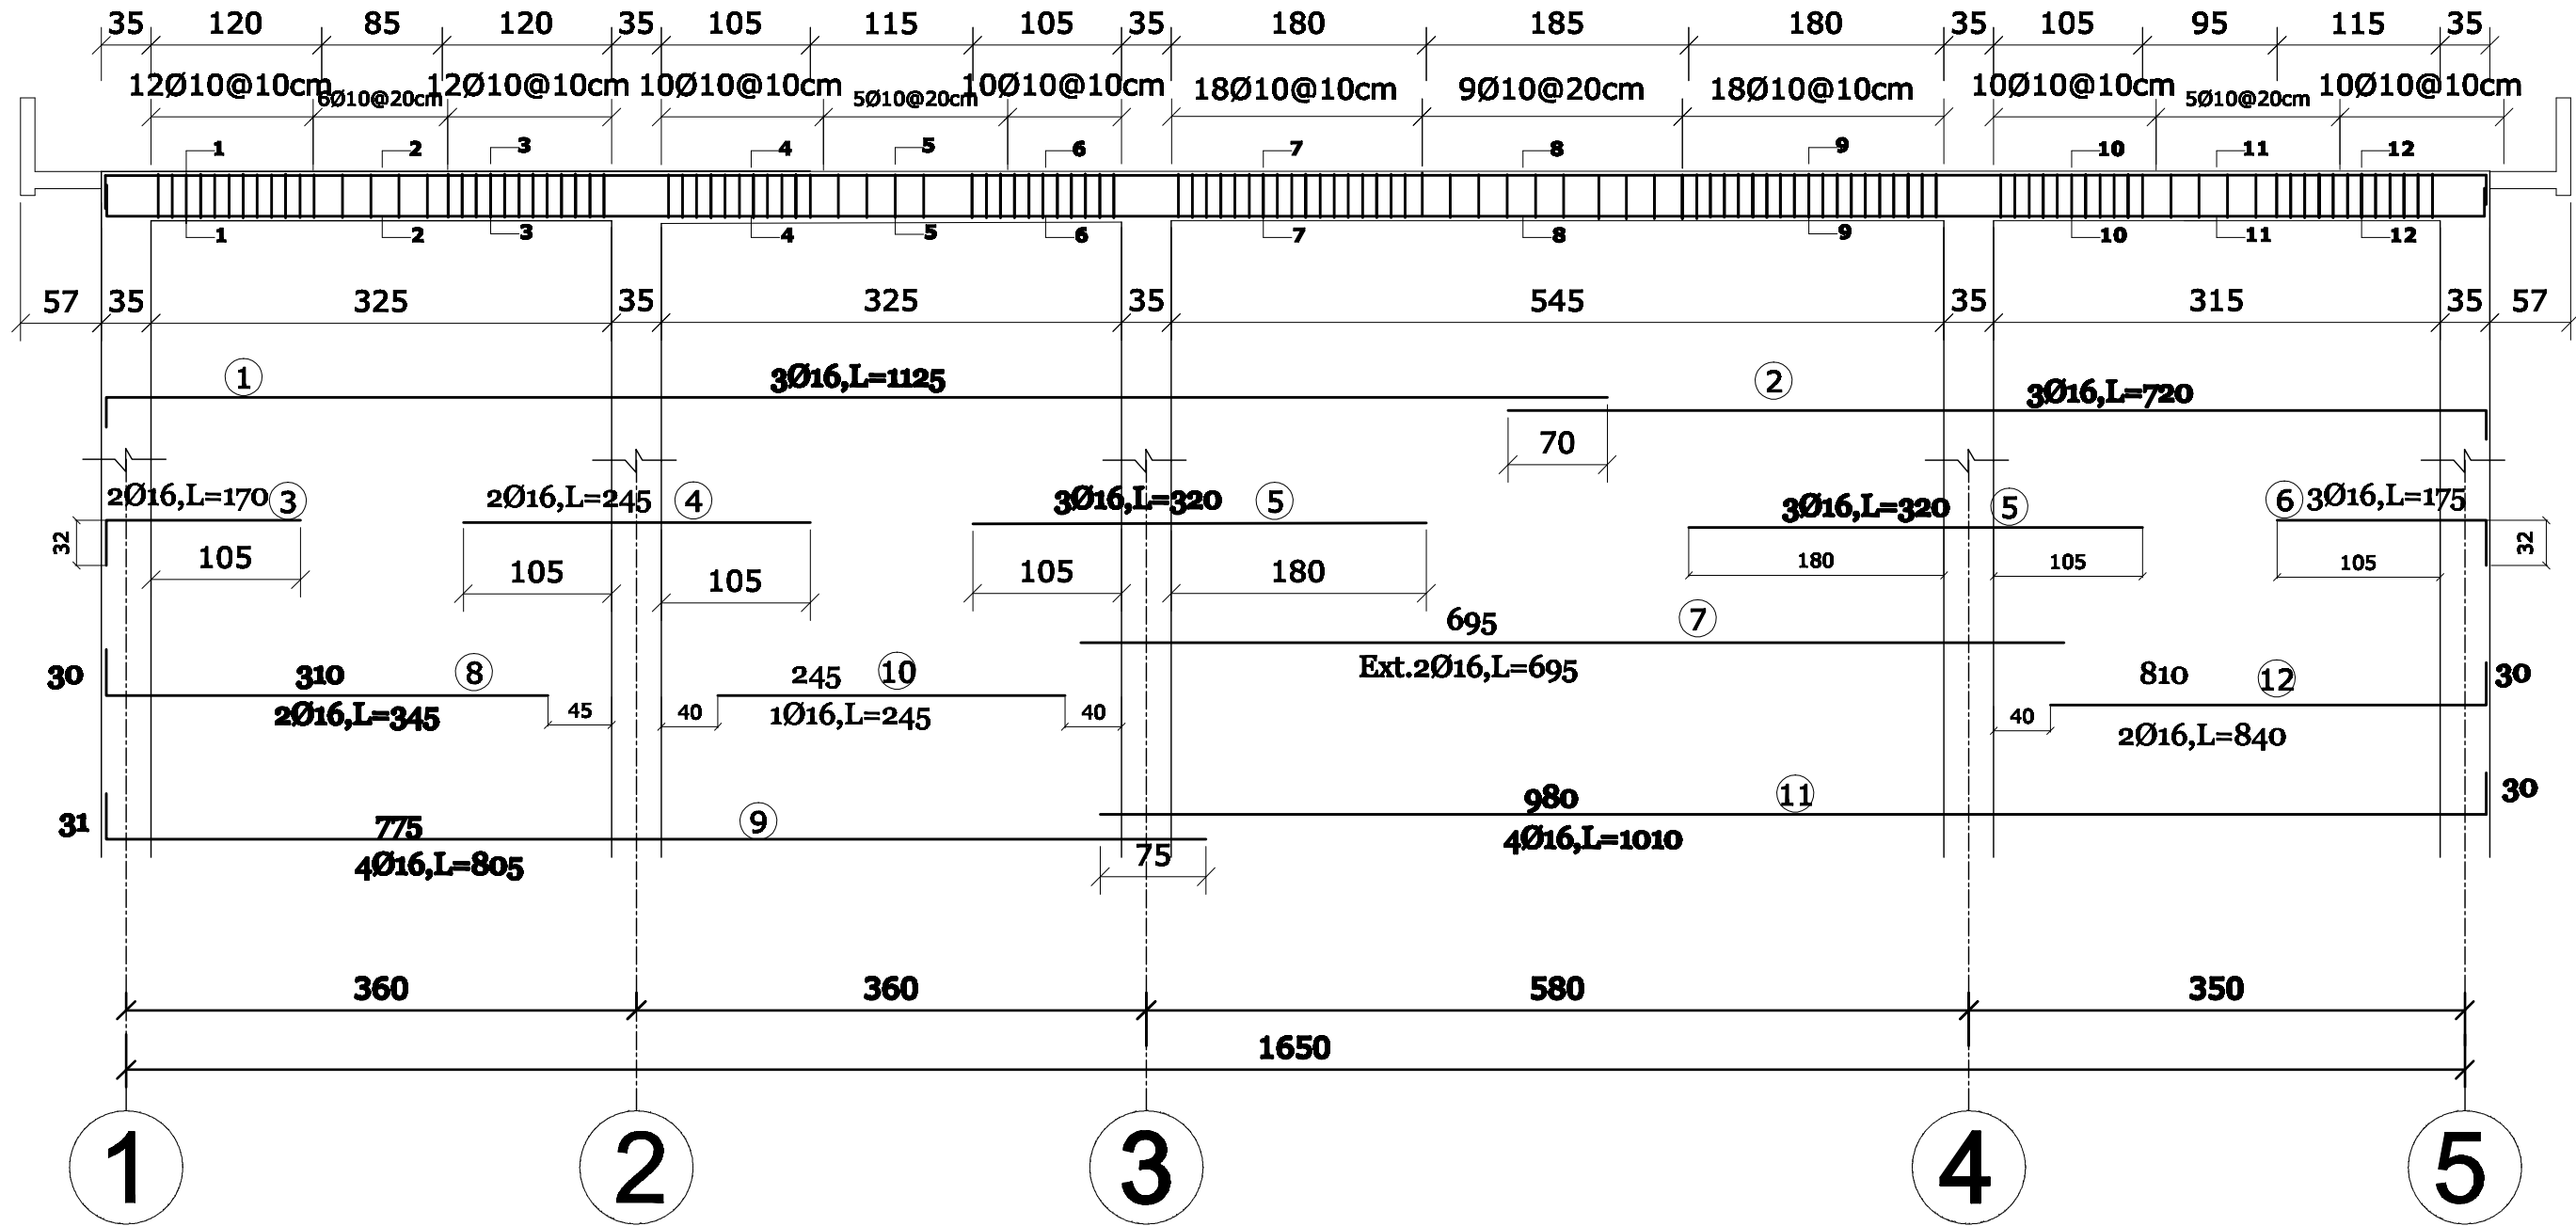 35 120 85 120 35 105 115 105 35 180 185 180 35 105 95 115 35
12Ø10@10cm 6Ø10@20cm 12Ø10@10cm 10Ø10@10cm 5Ø10@20cm 10Ø10@10cm 18Ø10@10cm 9Ø10@20cm 18Ø10@10cm 10Ø10@10cm 5Ø10@20cm 10Ø10@10cm
1 2 3 4 5 6 7 8 9 10 11 12
1 2 3 4 5 6 7 8 9 10 11 12
57 35 325 35 325 35 545 35 315 35 57
1 3Ø16,L=1125 2 3Ø16,L=720
70
2Ø16,L=170 3 2Ø16,L=245 4 3Ø16,L=320 5 3Ø16,L=320 5 6 3Ø16,L=175
32 105 105 105 105 180 180 105 105 32
695 7
Ext.2Ø16,L=695
30 310 8 245 10 810 12 30
2Ø16,L=345 45 40 1Ø16,L=245 40 40 2Ø16,L=840
31 775 9 980 11 30
4Ø16,L=805 75 4Ø16,L=1010
360 360 580 350
1650
1 2 3 4 5